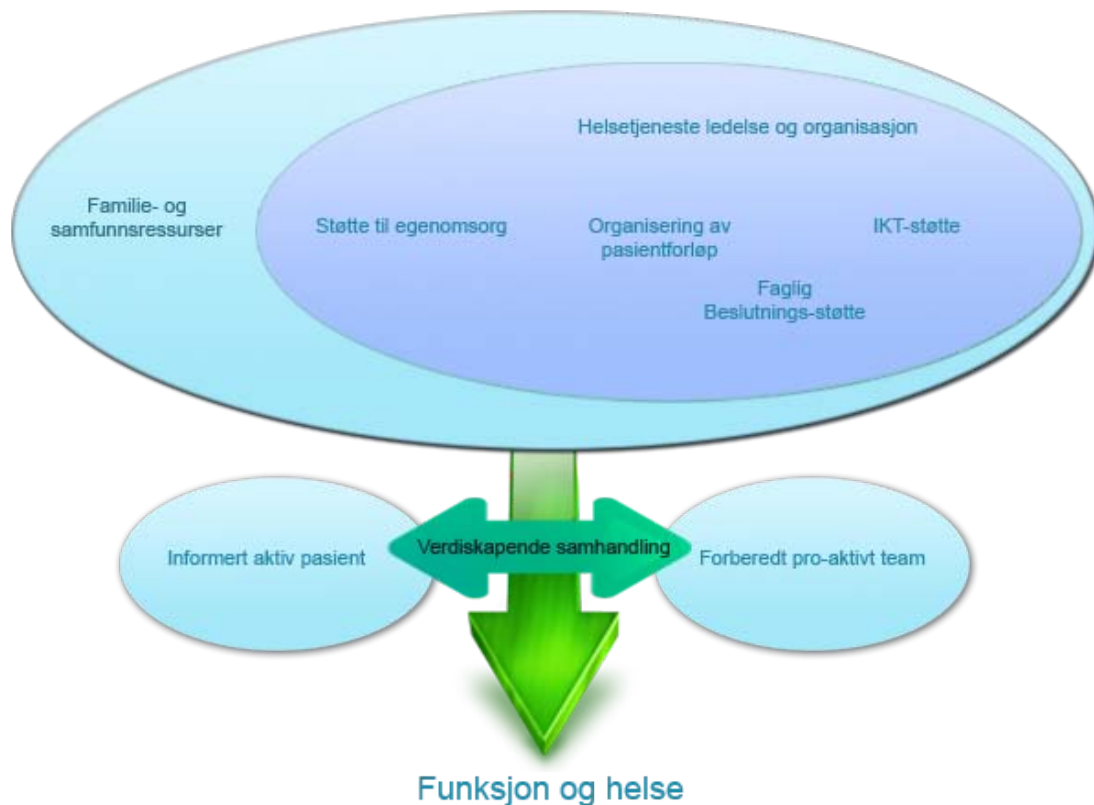 Helsetjeneste ledelse og organisasjon
Familie- og
samfunnsressurser
Støtte til egenomsorg
Organisering av
pasientforløp
IKT-støtte
Faglig
Beslutnings-støtte
Informert aktiv pasient
Verdiskapende samhandling
Forberedt pro-aktivt team
Funksjon og helse